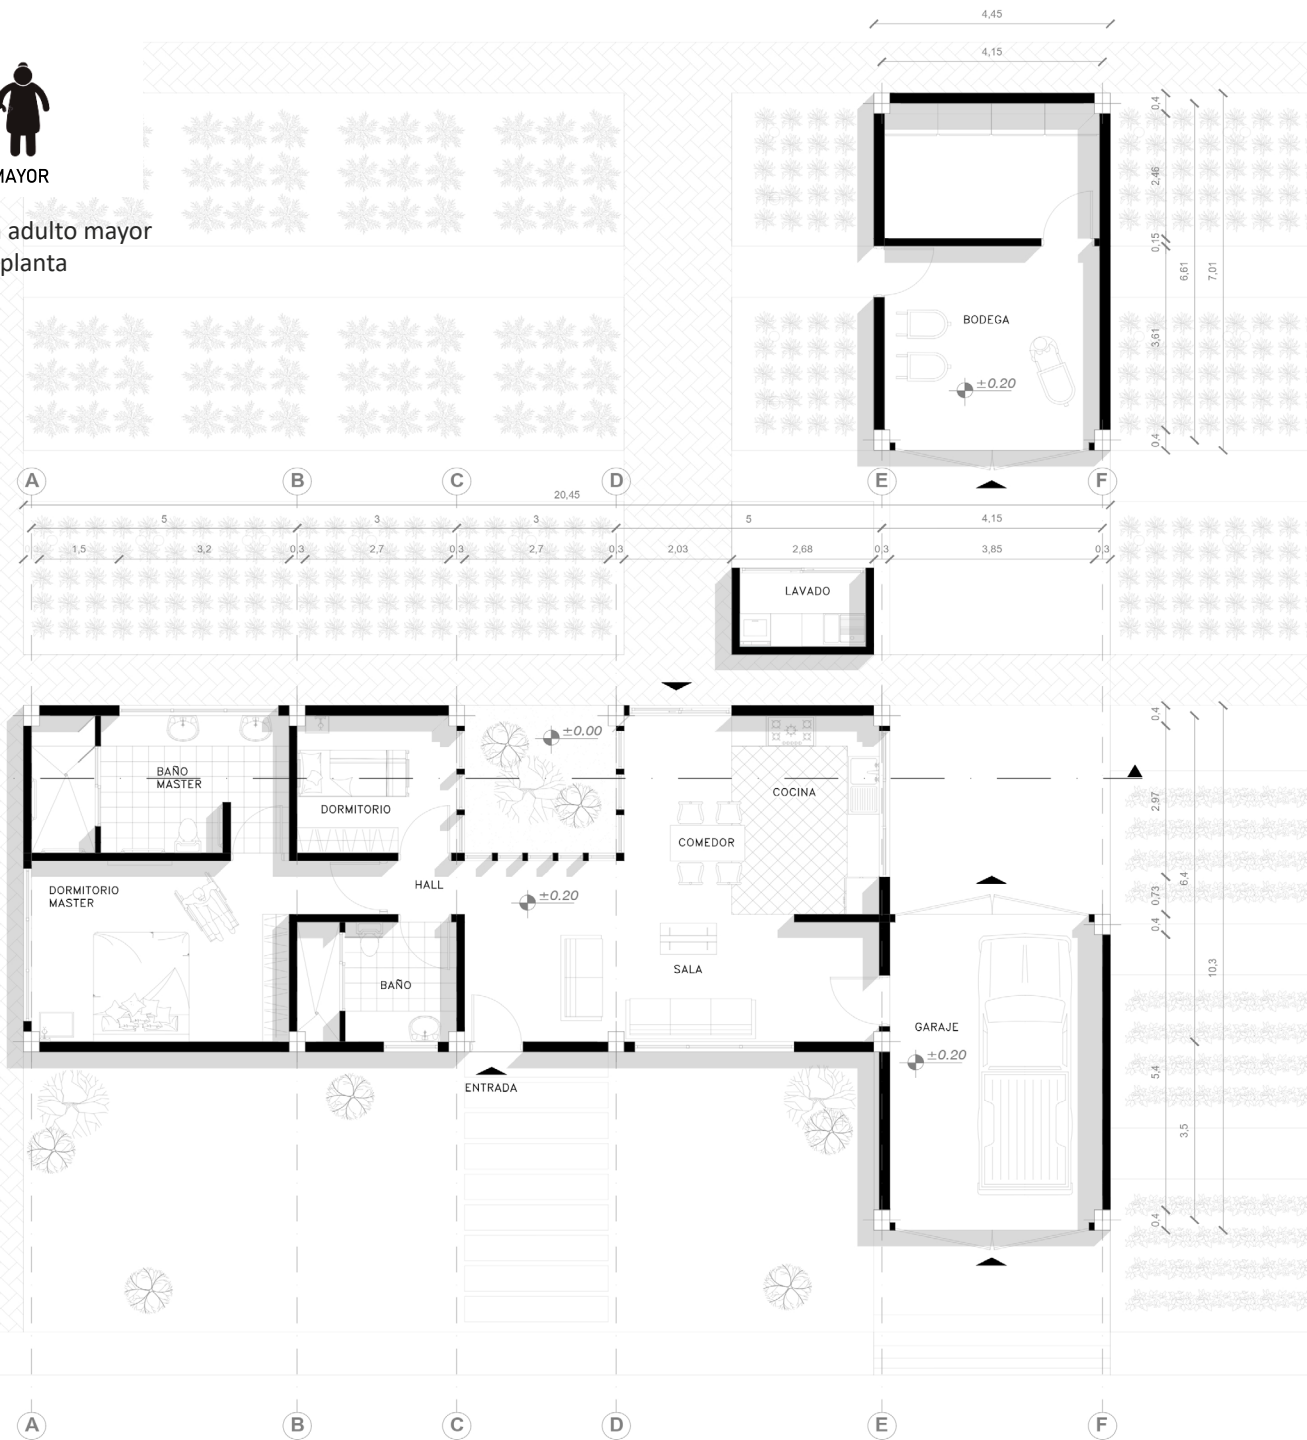 4,45
4,15
MAYOR
adulto mayor
planta
0,4
2,46
0,15
6,61
7,01
3,61
0,4
BODEGA
±0.20
A
B
C
D
E
F
20,45
5
3
3
5
4,15
1,5
3,2
0,3
2,7
0,3
2,7
0,3
2,03
2,68
0,3
3,85
0,3
LAVADO
±0.00
BAÑO
MASTER
DORMITORIO
COCINA
COMEDOR
0,4
2,97
0,73
6,4
0,4
10,3
5,4
3,5
0,4
DORMITORIO
MASTER
HALL
±0.20
SALA
BAÑO
GARAJE
±0.20
ENTRADA
A
B
C
D
E
F